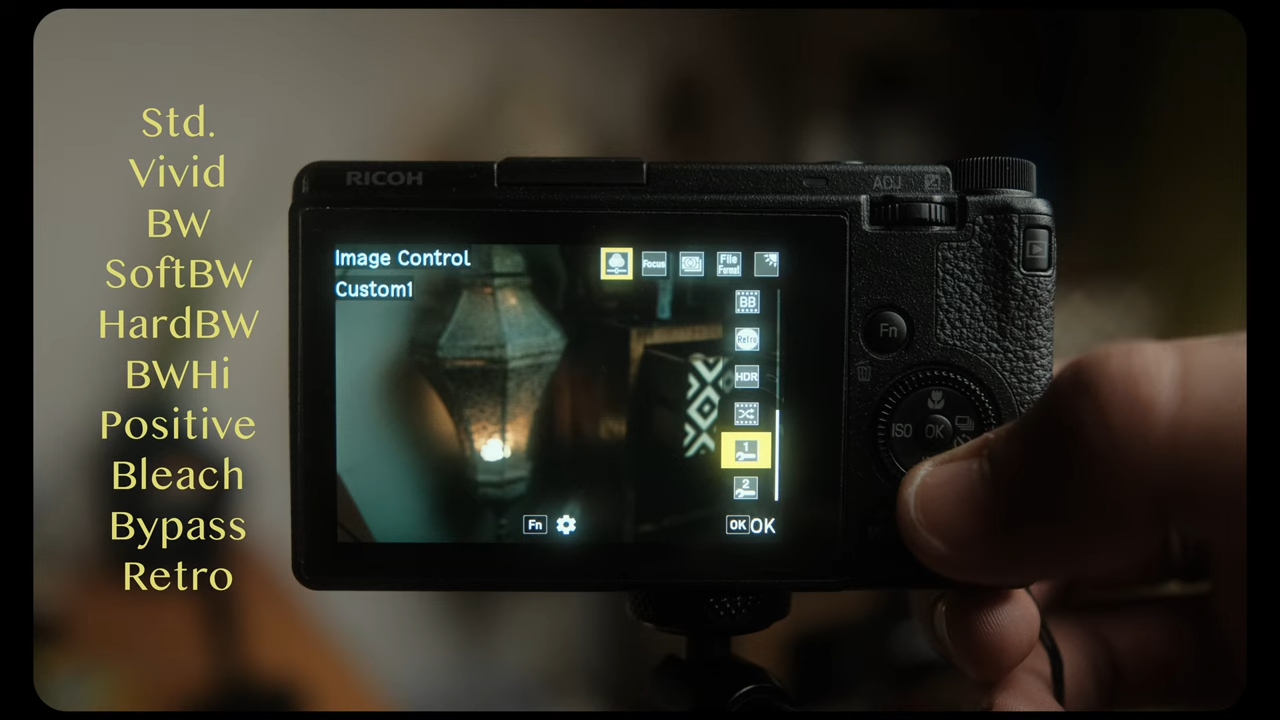 Std.
Vivid
BW
SoftBW
HardBW
BWHi
Positive
Bleach
Bypass
Retro
RICOH
ADJ
Image Control
Custom1
Focus
File
Format
BB
Retro
HDR
1
2
Fn
OK OK
Fn
ISO OK